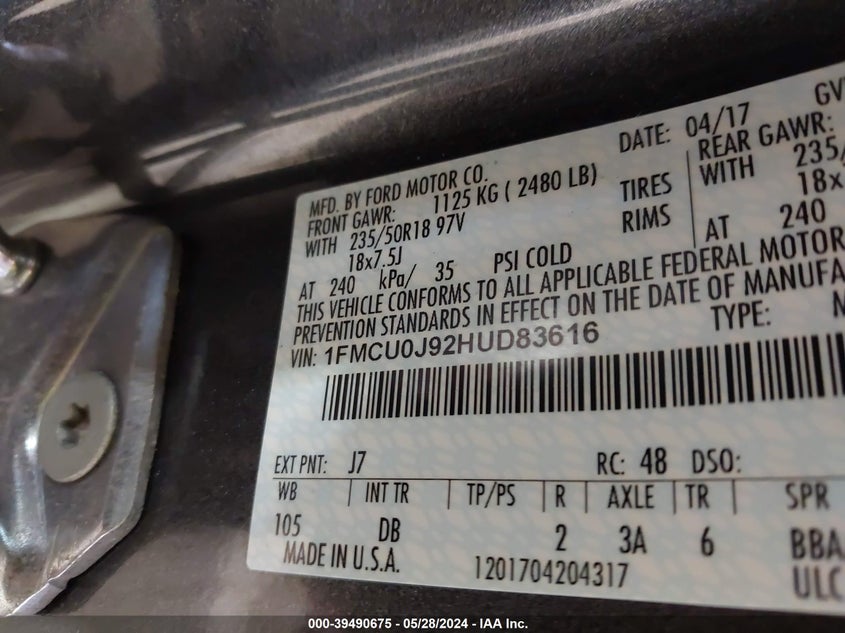 DATE: 04/17 GV
MFD. BY FORD MOTOR CO.
FRONT GAWR: 1125 KG ( 2480 LB) REAR GAWR:
WITH 235/50R18 97V TIRES WITH 235/
18x7.5J RIMS 18x
AT 240 kPa/ 35 PSI COLD AT 240
THIS VEHICLE CONFORMS TO ALL APPLICABLE FEDERAL MOTOR
PREVENTION STANDARDS IN EFFECT ON THE DATE OF MANUFA
VIN: 1FMCU0J92HUD83616 TYPE: M
EXT PNT: J7 RC: 48 DSO:
WB INT TR TP/PS R AXLE TR SPR
105 DB 2 3A 6 BBA
MADE IN U.S.A. 1201704204317 ULC
000-39490675 / 05/28/2024 - IAA Inc.